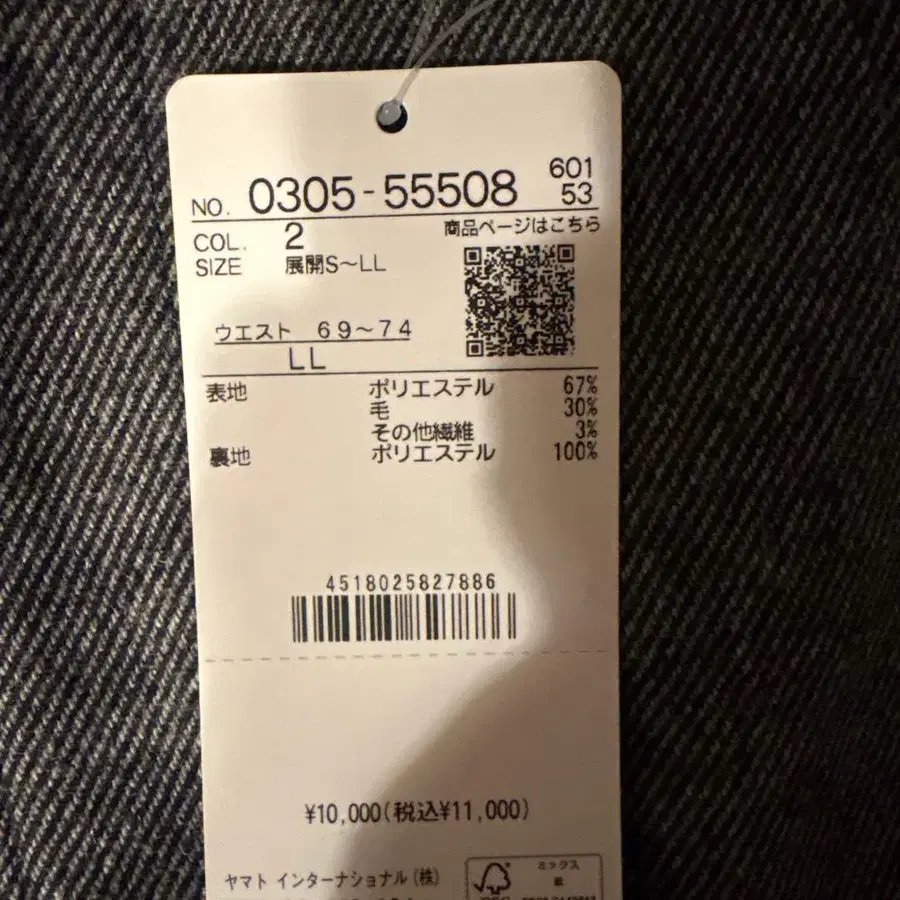 601
NO. 0305-55508 53
商品ページはこちら
COL. 2
SIZE 展開S〜LL
ウエスト 69〜74
LL
表地 ポリエステル 67%
毛 30%
その他繊維 3%
裏地 ポリエステル 100%
4518025827886
¥10,000(税込¥11,000)
ヤマト インターナショナル(株)
ミックス
紙